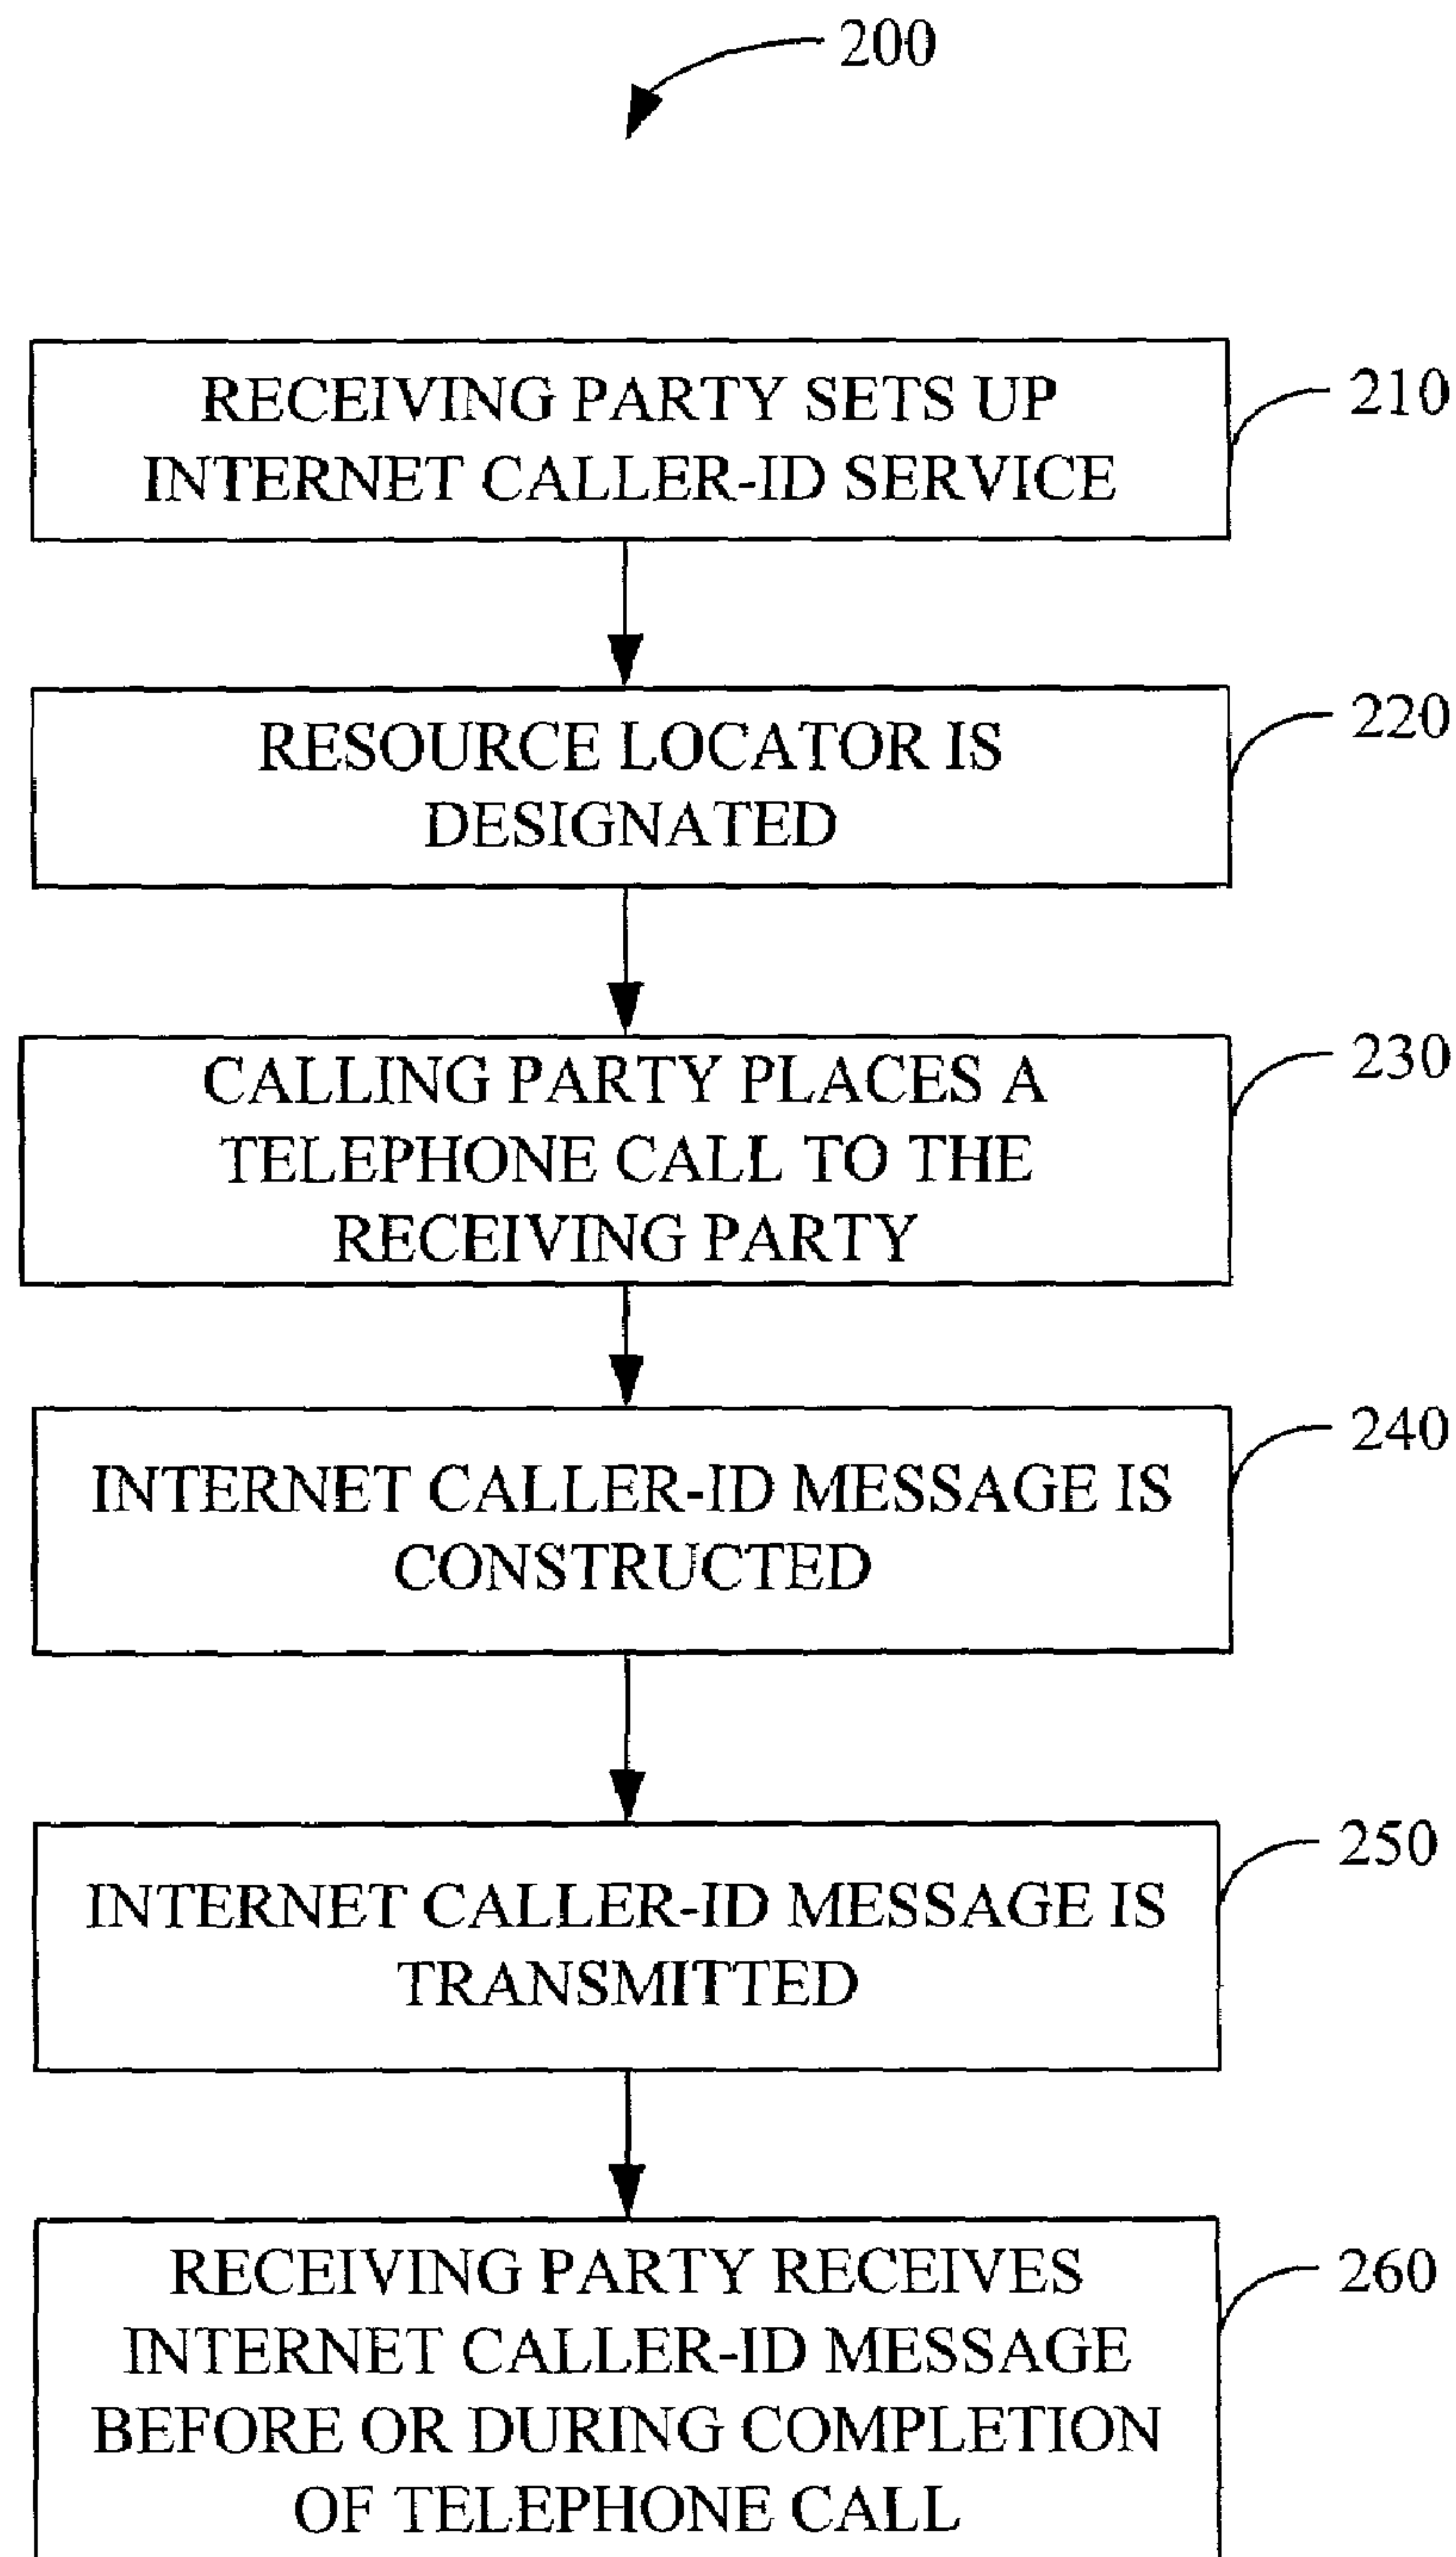 200
RECEIVING PARTY SETS UP
INTERNET CALLER-ID SERVICE
210
RESOURCE LOCATOR IS
DESIGNATED
220
CALLING PARTY PLACES A
TELEPHONE CALL TO THE
RECEIVING PARTY
230
INTERNET CALLER-ID MESSAGE IS
CONSTRUCTED
240
INTERNET CALLER-ID MESSAGE IS
TRANSMITTED
250
RECEIVING PARTY RECEIVES
INTERNET CALLER-ID MESSAGE
BEFORE OR DURING COMPLETION
OF TELEPHONE CALL
260